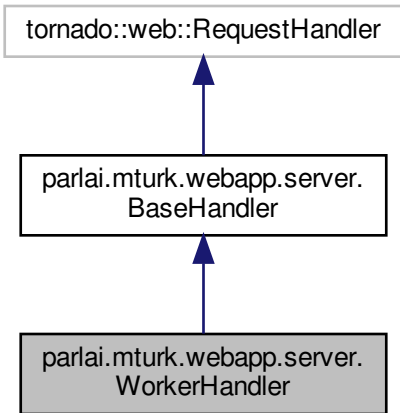 tornado::web::RequestHandler
parlai.mturk.webapp.server.
BaseHandler
parlai.mturk.webapp.server.
WorkerHandler